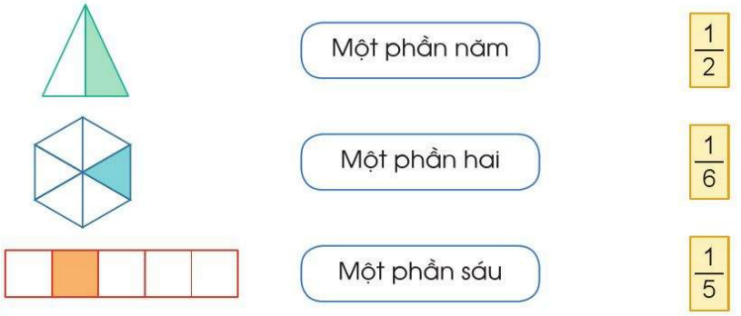 Một phần năm
1/2
Một phần hai
1/6
Một phần sáu
1/5